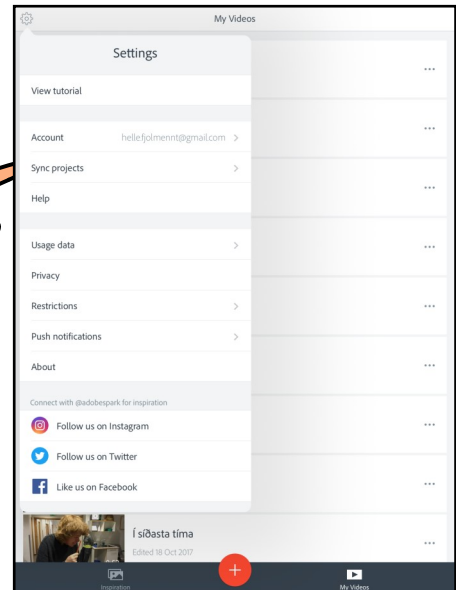 My Videos
Settings
View tutorial
Account helle.fjolmennt@gmail.com
Sync projects
Help
Usage data
Privacy
Restrictions
Push notifications
About
Connect with @adobespark for inspiration
Follow us on Instagram
Follow us on Twitter
Like us on Facebook
Í síðasta tíma
Edited 18 Oct 2017
Inspiration
My Videos